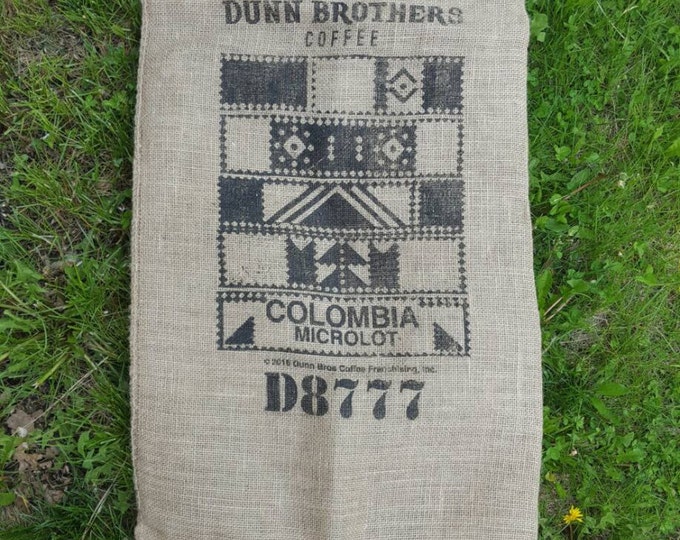 DUNN BROTHERS
COFFEE
COLOMBIA
MICROLOT
© 2016 Dunn Bros Coffee Franchising, Inc.
D8777